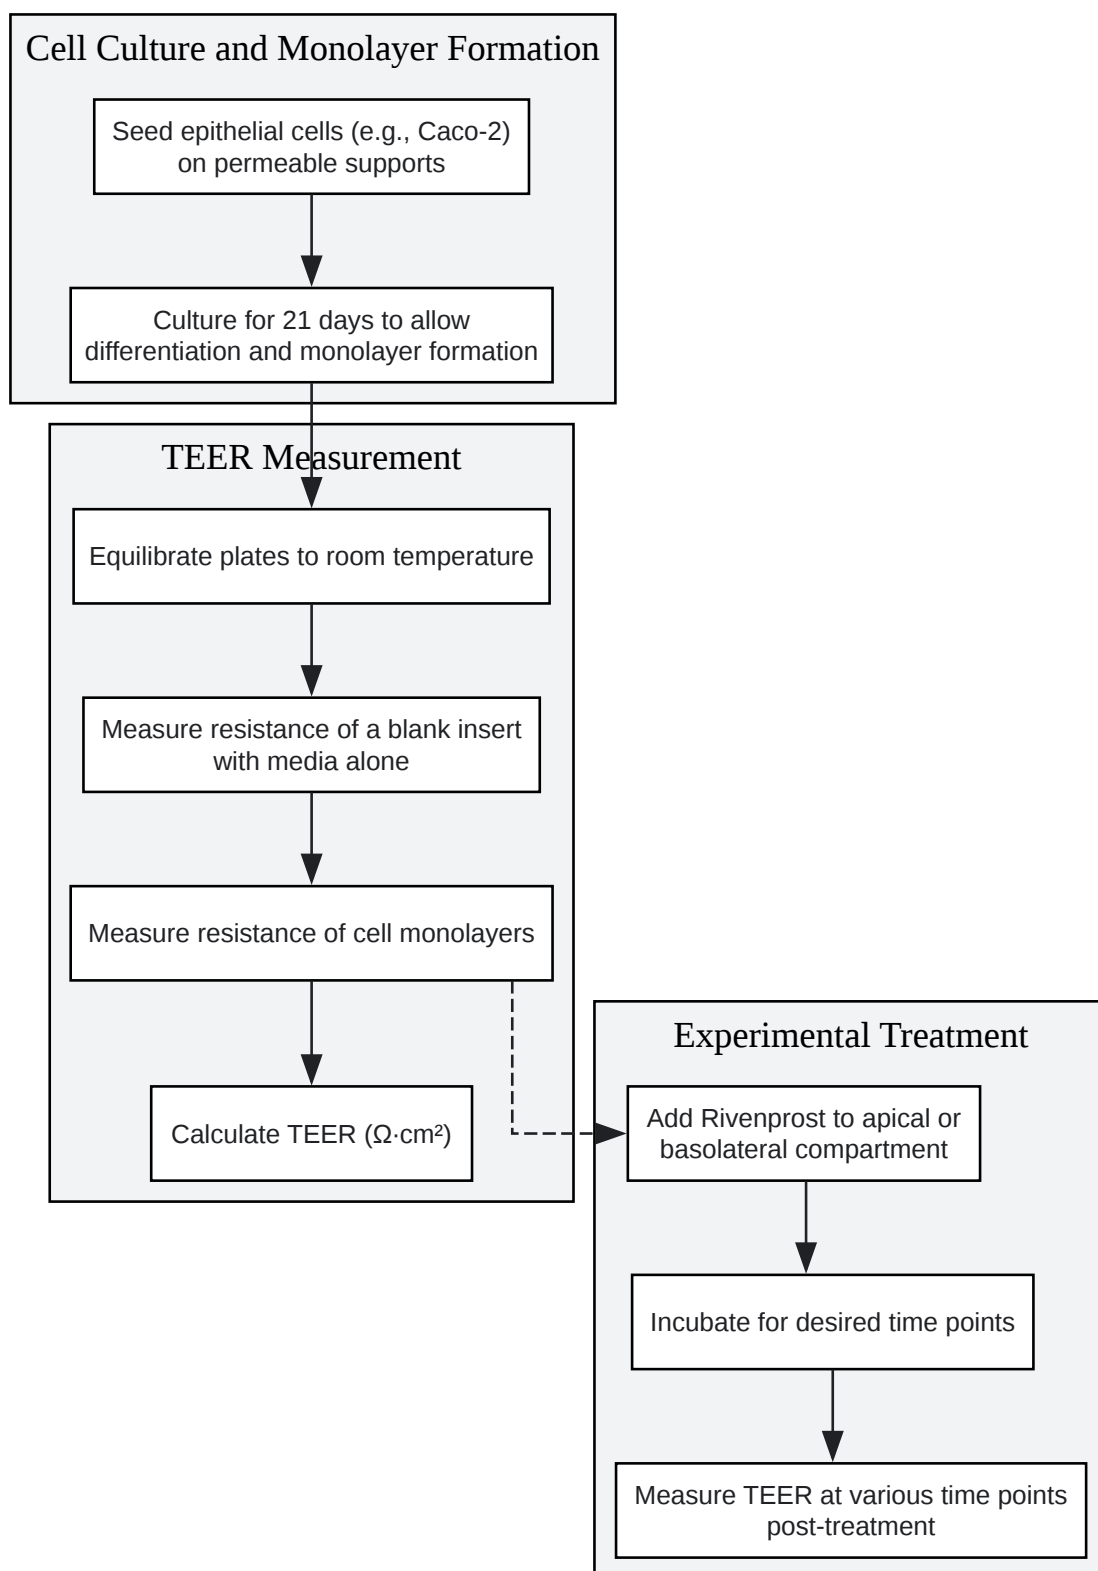 Cell Culture and Monolayer Formation
Seed epithelial cells (e.g., Caco-2)
on permeable supports
Culture for 21 days to allow
differentiation and monolayer formation
TEER Measurement
Equilibrate plates to room temperature
Measure resistance of a blank insert
with media alone
Measure resistance of cell monolayers
Calculate TEER (Ω·cm²)
Experimental Treatment
Add Rivenprost to apical or
basolateral compartment
Incubate for desired time points
Measure TEER at various time points
post-treatment